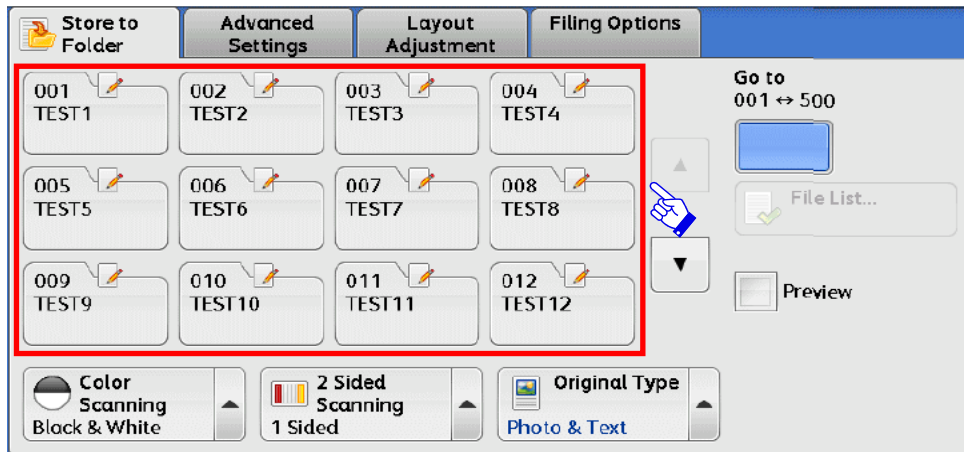 Store to
Folder
Advanced
Settings
Layout
Adjustment
Filing Options
001
TEST1
002
TEST2
003
TEST3
004
TEST4
Go to
001 ↔ 500
005
TEST5
006
TEST6
007
TEST7
008
TEST8
File List...
009
TEST9
010
TEST10
011
TEST11
012
TEST12
Preview
Color
Scanning
Black & White
2 Sided
Scanning
1 Sided
Original Type
Photo & Text